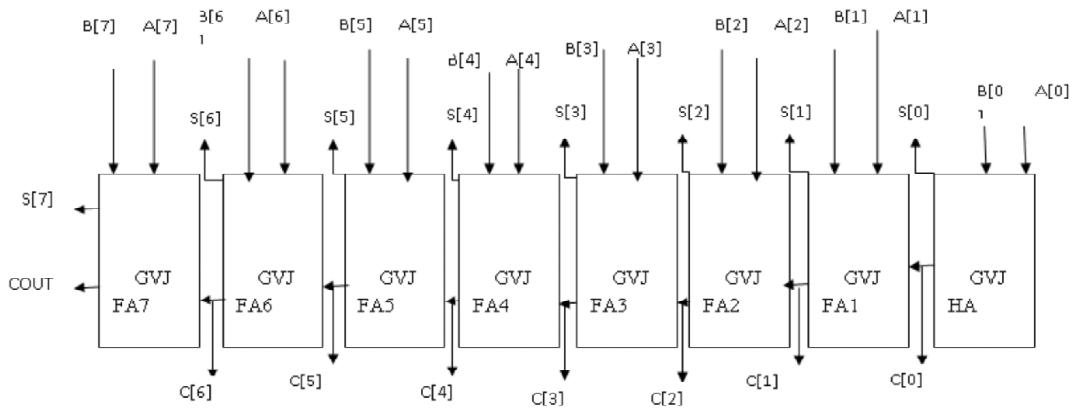 B[7] A[7] B[6 A[6] B[5] A[5] B[4] A[4] B[3] A[3] B[2] A[2] B[1] A[1] B[0 A[0]
]
]
S[6] S[5] S[4] S[3] S[2] S[1] S[0]
S[7]
COUT
GVJ GVJ GVJ GVJ GVJ GVJ GVJ GVJ
FA7 FA6 FA5 FA4 FA3 FA2 FA1 HA
C[6] C[5] C[4] C[3] C[2] C[1] C[0]